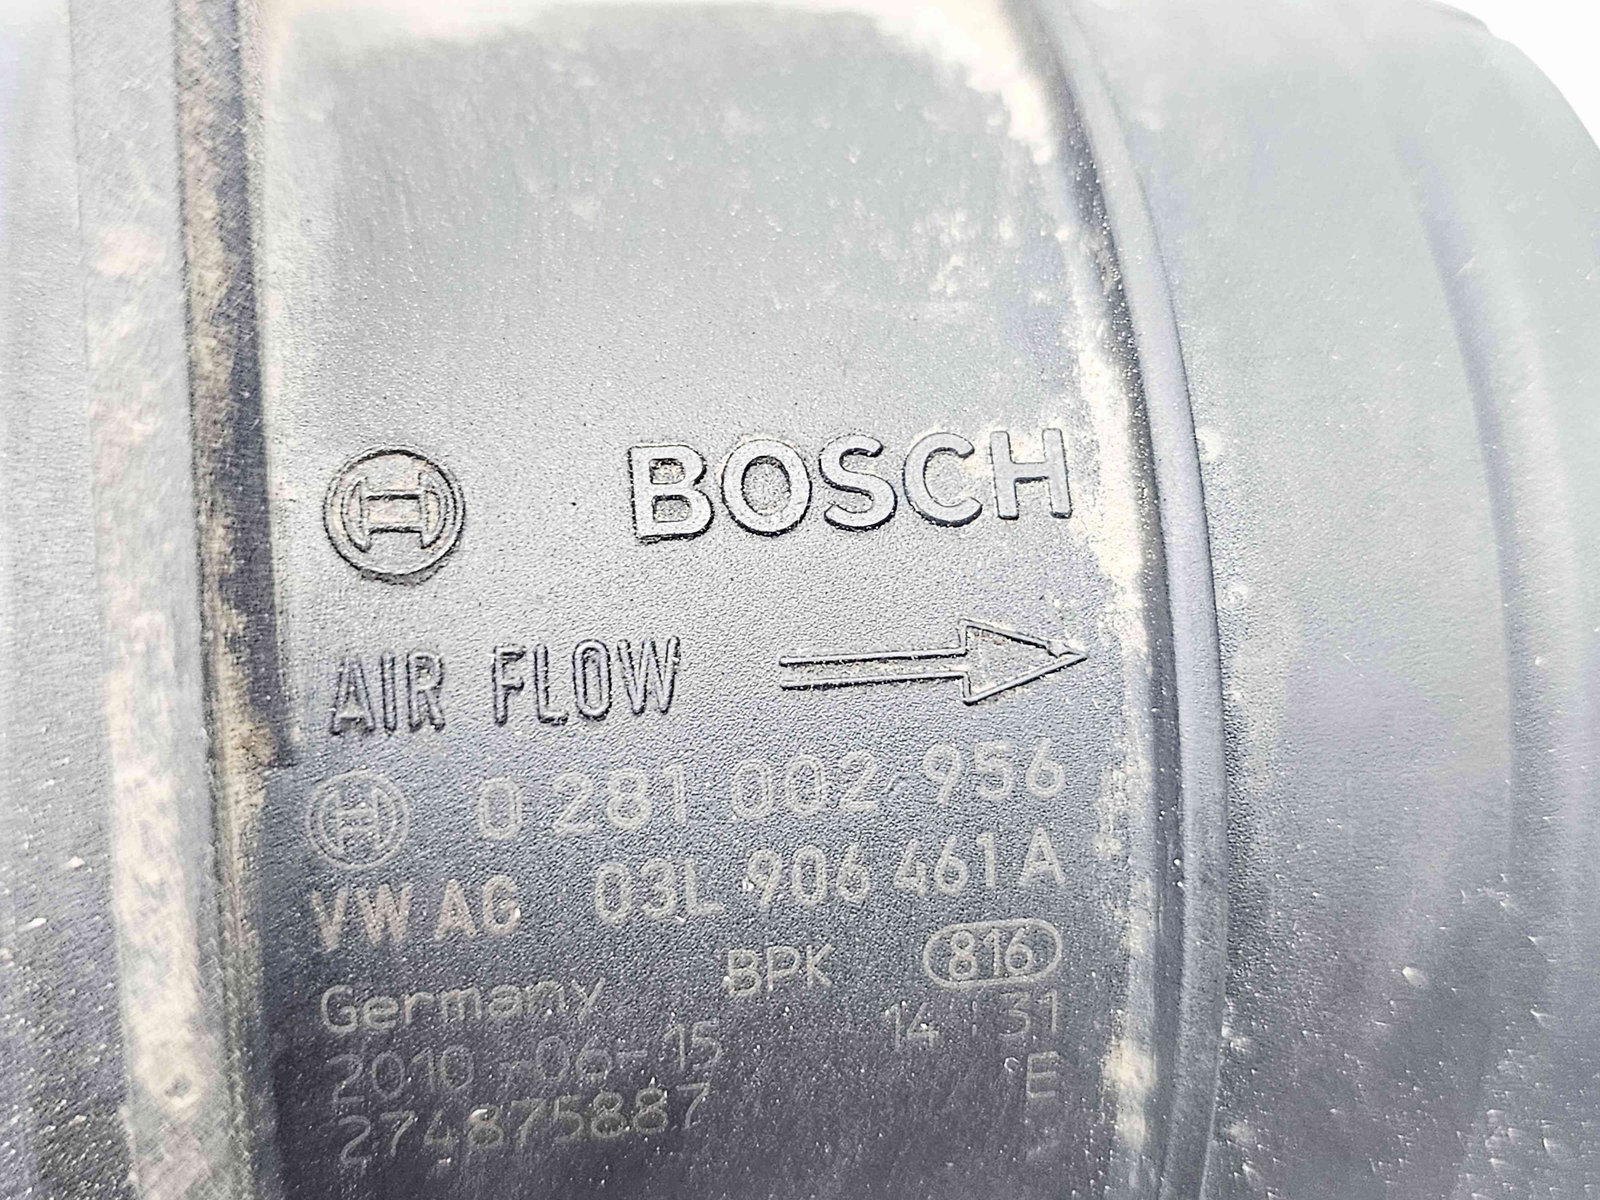 BOSCH
AIR FLOW
0 281 002 956
VW AG 03L 906 461 A
Germany BPK 816
2010-06-15 14 31
E
274875887